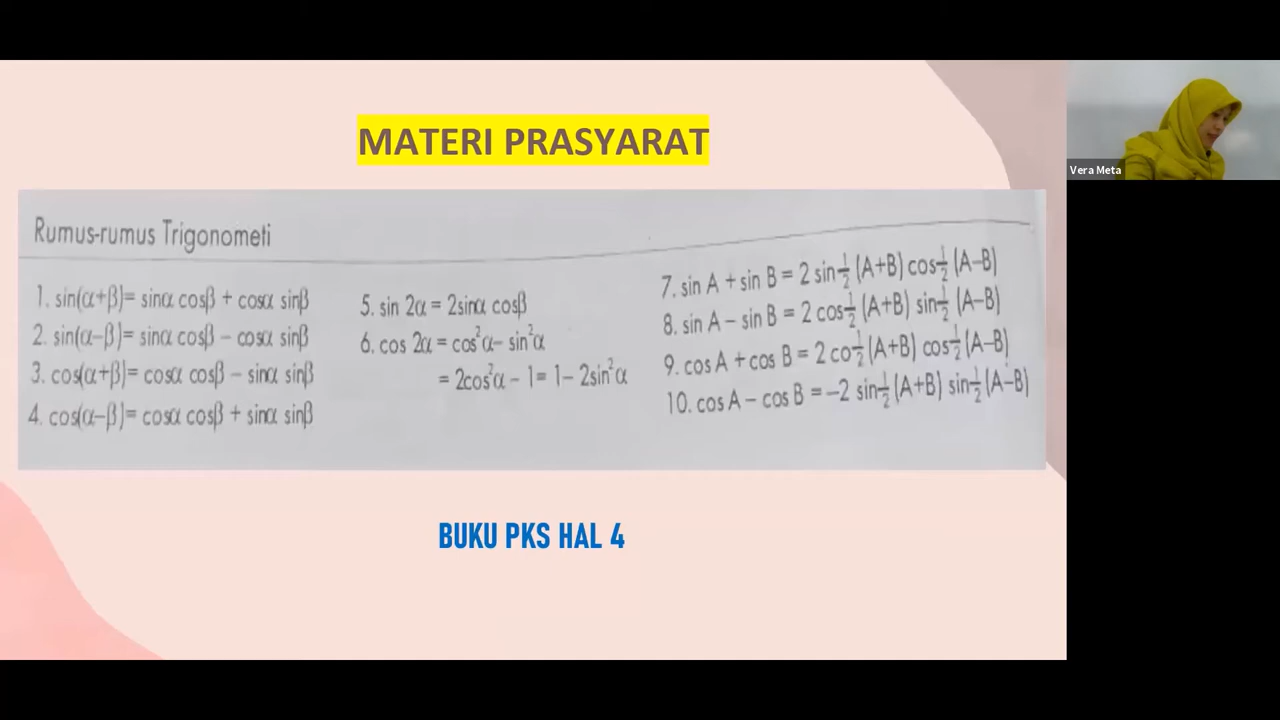 MATERI PRASYARAT
Vera Meta
Rumus-rumus Trigonometi
1. sin(α+β)= sinα cosβ + cosα sinβ
2. sin(α−β)= sinα cosβ − cosα sinβ
3. cos(α+β)= cosα cosβ − sinα sinβ
4. cos(α−β)= cosα cosβ + sinα sinβ
5. sin 2α = 2sinα cosβ
6. cos 2α = cos²α− sin²α
= 2cos²α − 1= 1− 2sin²α
7. sin A + sin B = 2 sin½ (A+B) cos½ (A−B)
8. sin A − sin B = 2 cos½ (A+B) sin½ (A−B)
9. cos A + cos B = 2 co½ (A+B) cos½ (A−B)
10. cos A − cos B = −2 sin½ (A+B) sin½ (A−B)
BUKU PKS HAL 4